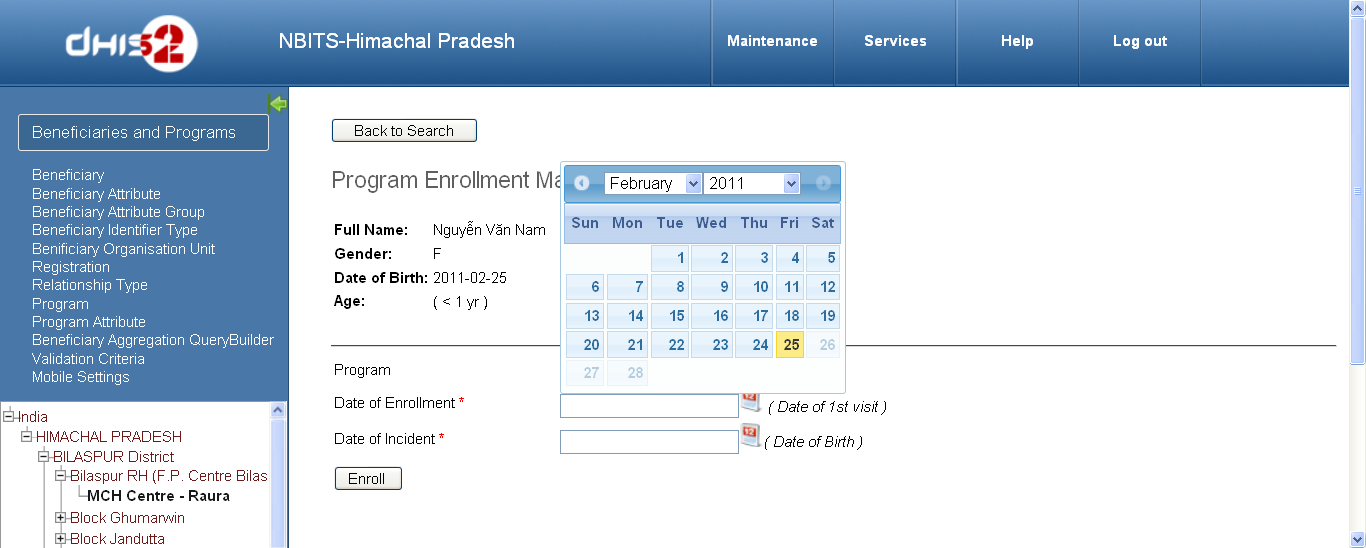 dHIS2
NBITS-Himachal Pradesh
Maintenance
Services
Help
Log out
Beneficiaries and Programs
Beneficiary
Beneficiary Attribute
Beneficiary Attribute Group
Beneficiary Identifier Type
Benificiary Organisation Unit
Registration
Relationship Type
Program
Program Attribute
Beneficiary Aggregation QueryBuilder
Validation Criteria
Mobile Settings
India
HIMACHAL PRADESH
BILASPUR District
Bilaspur RH (F.P. Centre Bilas
MCH Centre - Raura
Block Ghumarwin
Block Jandutta
Back to Search
Program Enrollment Ma
Full Name: Nguyễn Văn Nam
Gender: F
Date of Birth: 2011-02-25
Age: ( < 1 yr )
February 2011
Sun Mon Tue Wed Thu Fri Sat
1 2 3 4 5
6 7 8 9 10 11 12
13 14 15 16 17 18 19
20 21 22 23 24 25 26
27 28
Program
Date of Enrollment * 12 ( Date of 1st visit )
Date of Incident * 12 ( Date of Birth )
Enroll